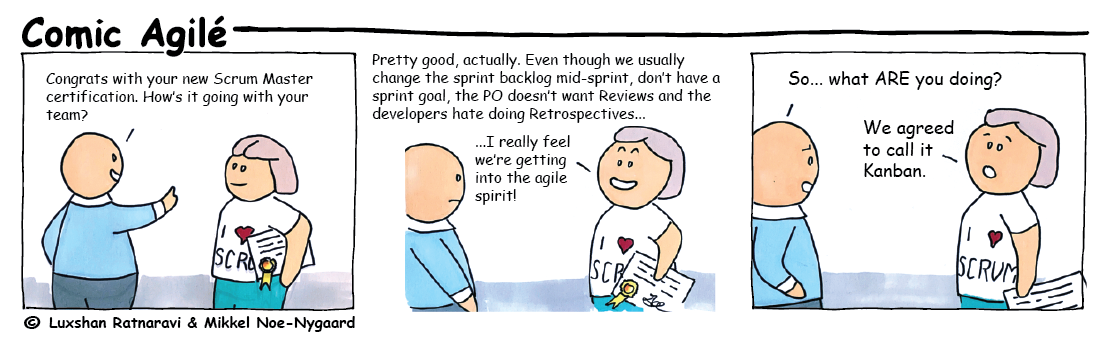 Comic Agilé
Congrats with your new Scrum Master
certification. How's it going with your
team?
I
SCRU
Pretty good, actually. Even though we usually
change the sprint backlog mid-sprint, don't have a
sprint goal, the PO doesn't want Reviews and the
developers hate doing Retrospectives...
...I really feel
we're getting
into the agile
spirit!
I
SCR
So... what ARE you doing?
We agreed
to call it
Kanban.
I
SCRUM
© Luxshan Ratnaravi & Mikkel Noe-Nygaard